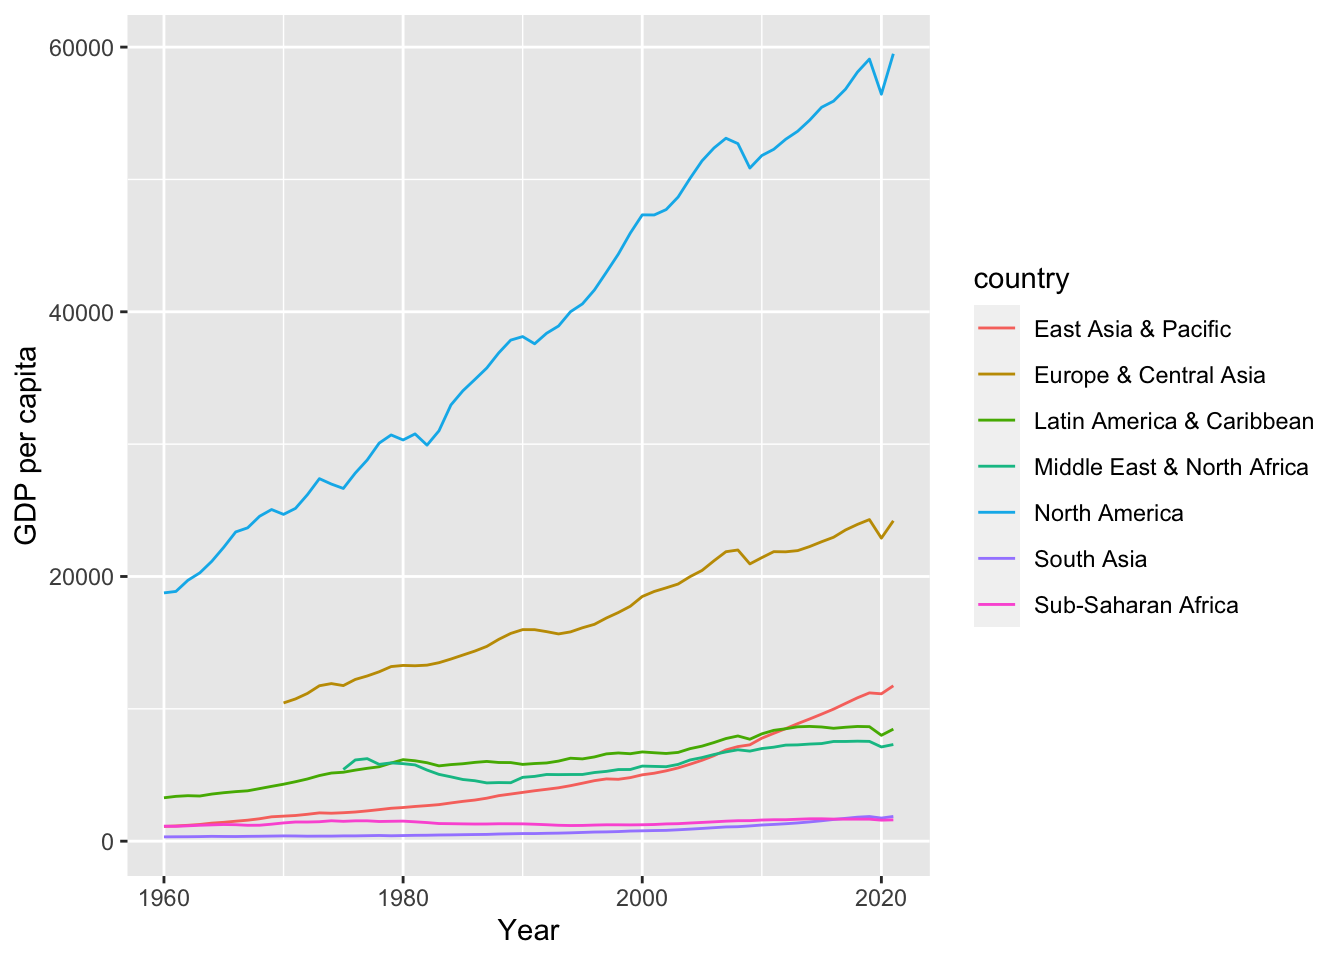 60000
40000
20000
0
1960
1980
2000
2020
Year
GDP per capita
country
East Asia & Pacific
Europe & Central Asia
Latin America & Caribbean
Middle East & North Africa
North America
South Asia
Sub-Saharan Africa